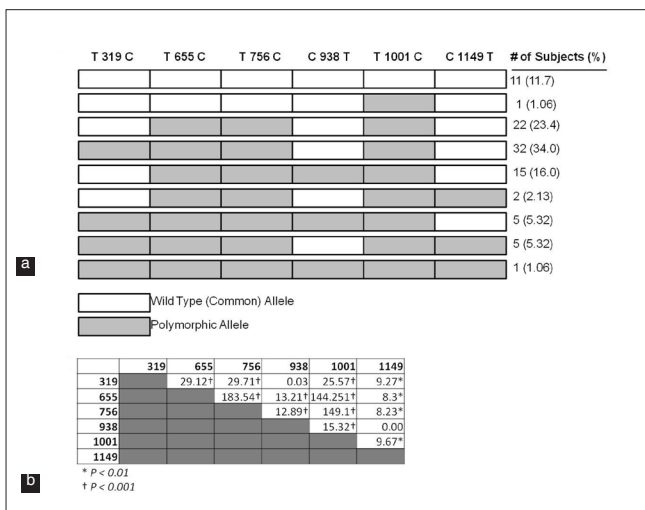 T 319 C T 655 C T 756 C C 938 T T 1001 C C 1149 T # of Subjects (%)
11 (11.7)
1 (1.06)
22 (23.4)
32 (34.0)
15 (16.0)
2 (2.13)
5 (5.32)
5 (5.32)
1 (1.06)
a
Wild Type (Common) Allele
Polymorphic Allele
319 655 756 938 1001 1149
319 29.12† 29.71† 0.03 25.57† 9.27*
655 183.54† 13.21† 144.251† 8.3*
756 12.89† 149.1† 8.23*
938 15.32† 0.00
1001 9.67*
1149
* P < 0.01
† P < 0.001
b